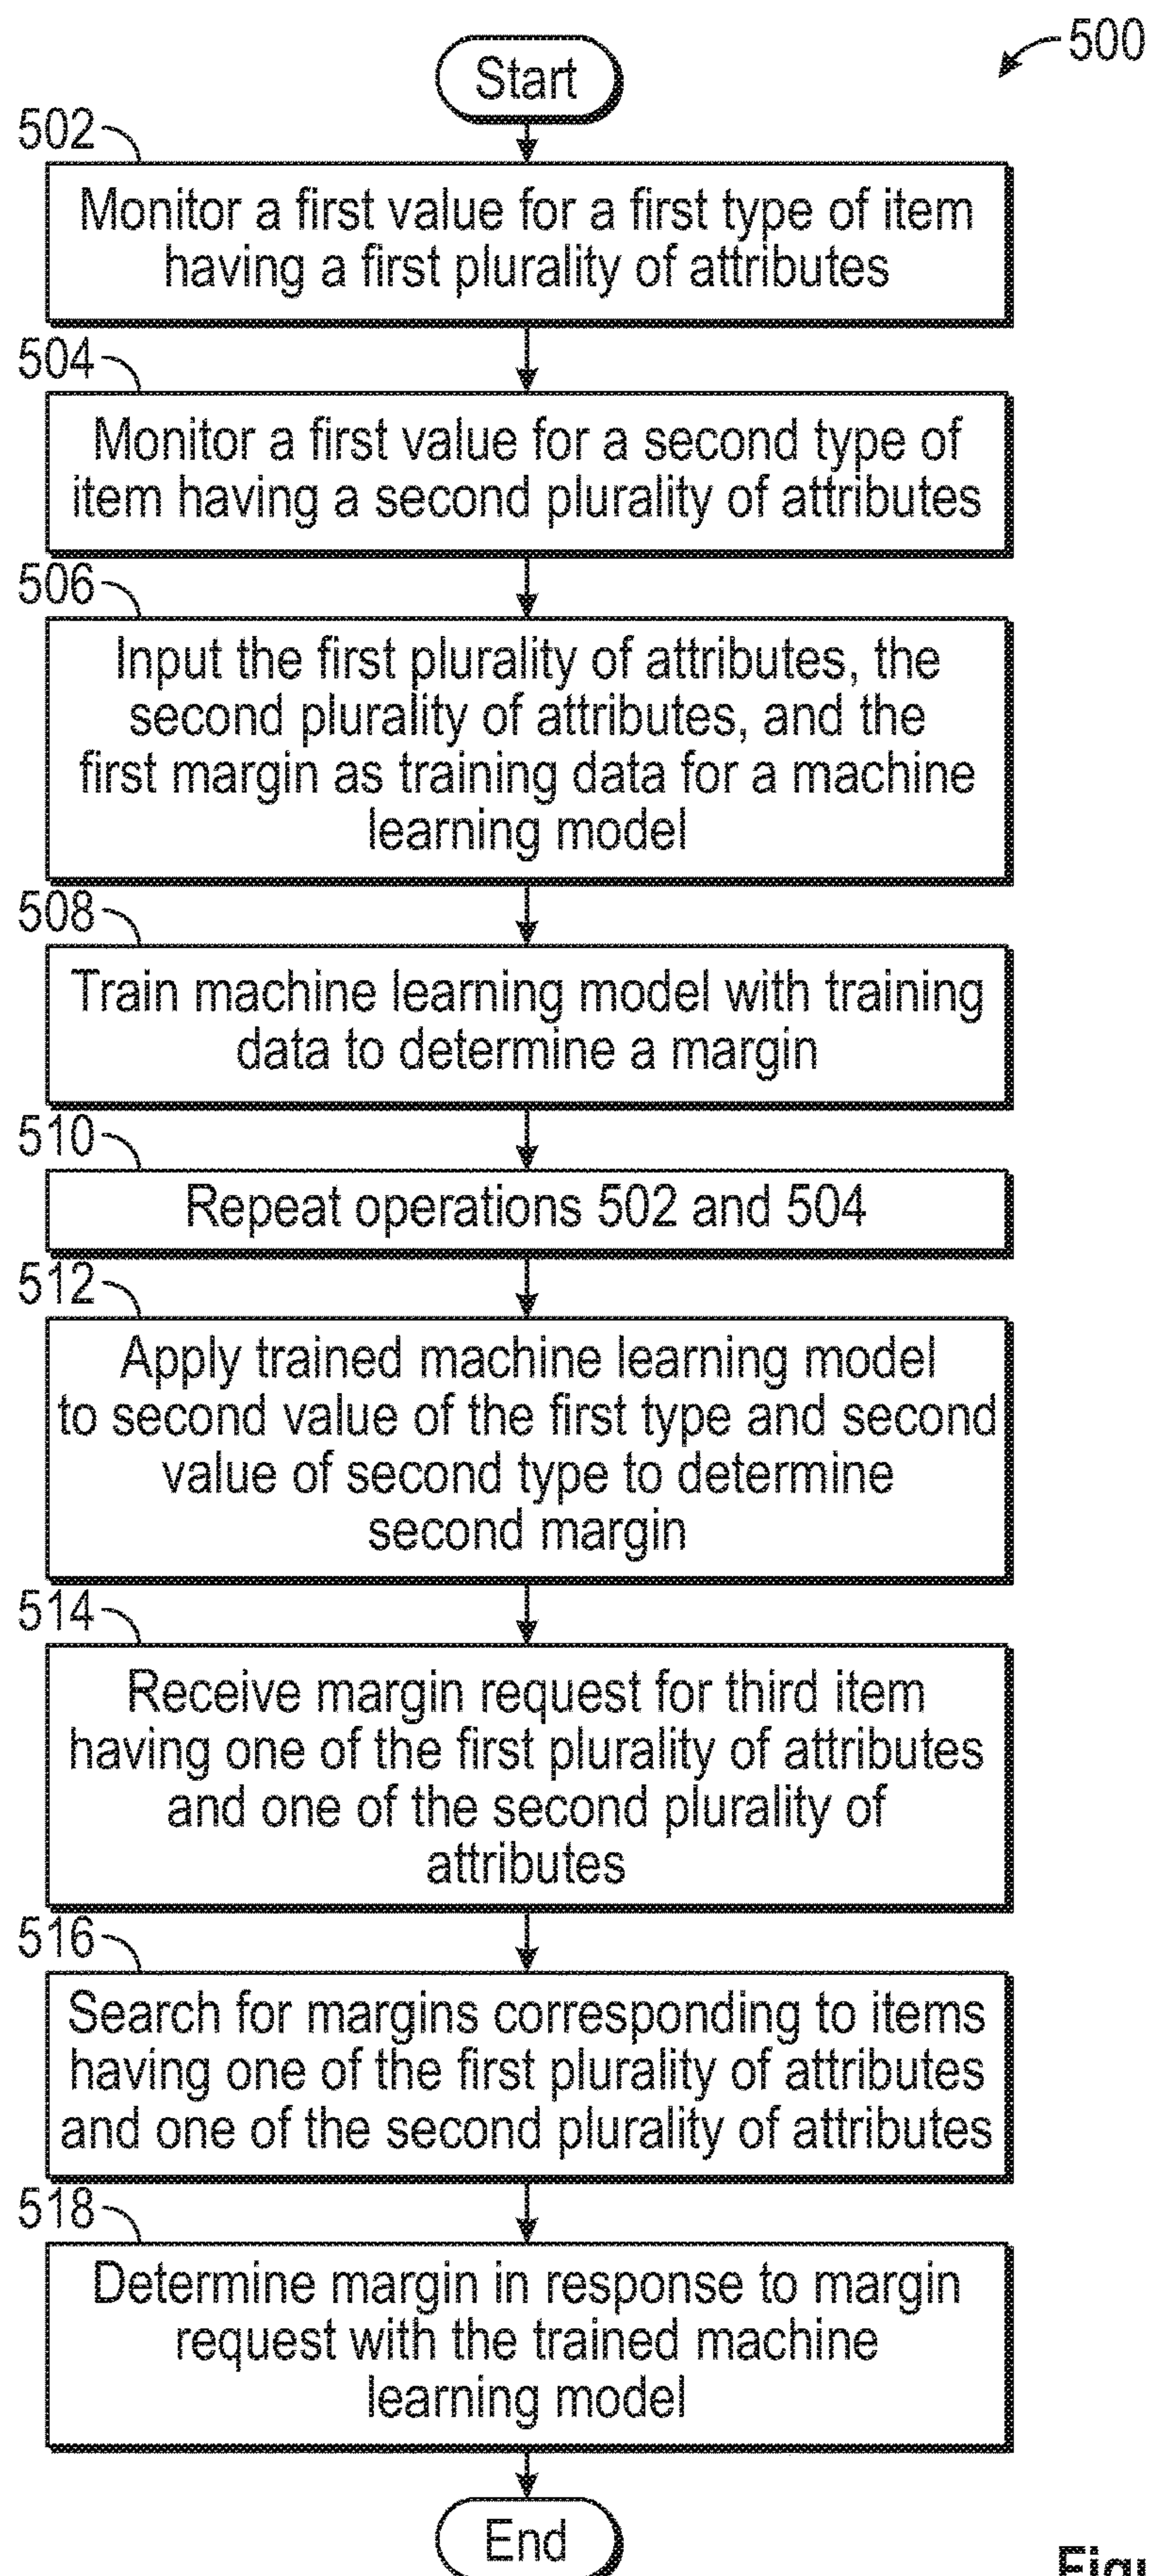 500
Start
502
Monitor a first value for a first type of item
having a first plurality of attributes
504
Monitor a first value for a second type of
item having a second plurality of attributes
506
Input the first plurality of attributes, the
second plurality of attributes, and the
first margin as training data for a machine
learning model
508
Train machine learning model with training
data to determine a margin
510
Repeat operations 502 and 504
512
Apply trained machine learning model
to second value of the first type and second
value of second type to determine
second margin
514
Receive margin request for third item
having one of the first plurality of attributes
and one of the second plurality of
attributes
516
Search for margins corresponding to items
having one of the first plurality of attributes
and one of the second plurality of attributes
518
Determine margin in response to margin
request with the trained machine
learning model
End